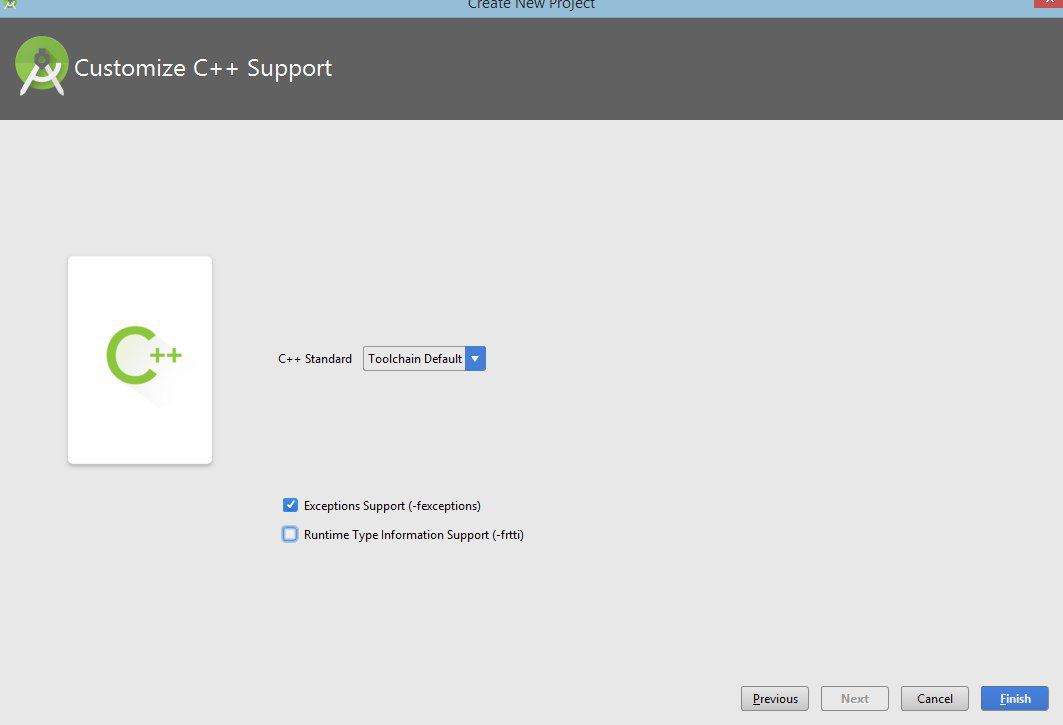 Create New Project
Customize C++ Support
C++
C++ Standard Toolchain Default
Exceptions Support (-fexceptions)
Runtime Type Information Support (-frtti)
Previous Next Cancel Finish